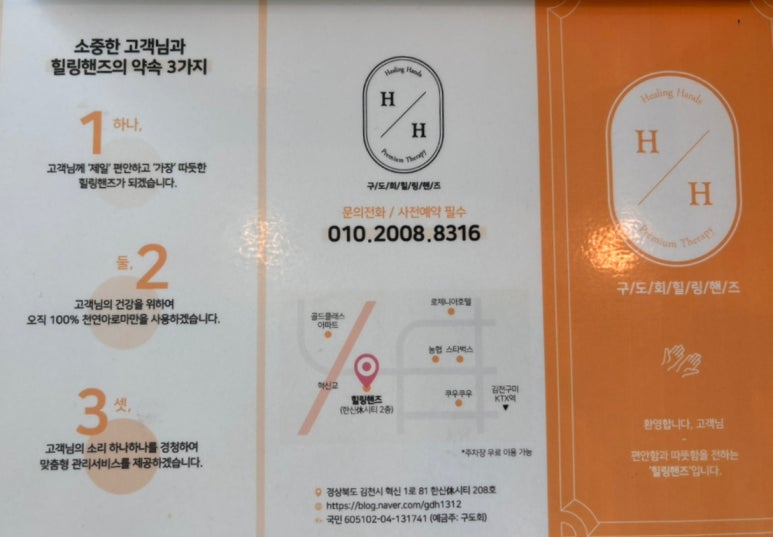 소중한 고객님과
힐링핸즈의 약속 3가지
1 하나,
고객님께 '제일' 편안하고 '가장' 따듯한
힐링핸즈가 되겠습니다.
둘, 2
고객님의 건강을 위하여
오직 100% 천연아로마만을 사용하겠습니다.
3 셋,
고객님의 소리 하나하나를 경청하여
맞춤형 관리서비스를 제공하겠습니다.
Healing Hands
H
H
Premium Therapy
구/도/회/힐/링/핸/즈
문의전화 / 사전예약 필수
010.2008.8316
로제니아호텔
골드클래스
아파트
농협 스타벅스
혁신교
힐링핸즈
(한신休시티 2층)
쿠우쿠우
김천구미
KTX역
*주차장 무료 이용 가능
경상북도 김천시 혁신 1로 81 한신休시티 208호
https://blog.naver.com/gdh1312
국민 605102-04-131741 (예금주: 구도회)
Healing Hands
H
H
Premium Therapy
구/도/회/힐/링/핸/즈
환영합니다, 고객님
-
편안함과 따뜻함을 전하는
'힐링핸즈'입니다.